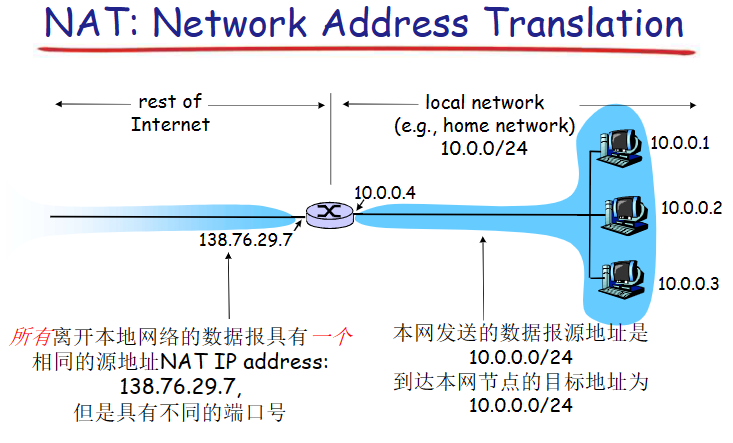 NAT: Network Address Translation
rest of
Internet
local network
(e.g., home network)
10.0.0/24
10.0.0.1
10.0.0.4
10.0.0.2
138.76.29.7
10.0.0.3
所有离开本地网络的数据报具有一个
相同的源地址NAT IP address:
138.76.29.7,
但是具有不同的端口号
本网发送的数据报源地址是
10.0.0.0/24
到达本网节点的目标地址为
10.0.0.0/24